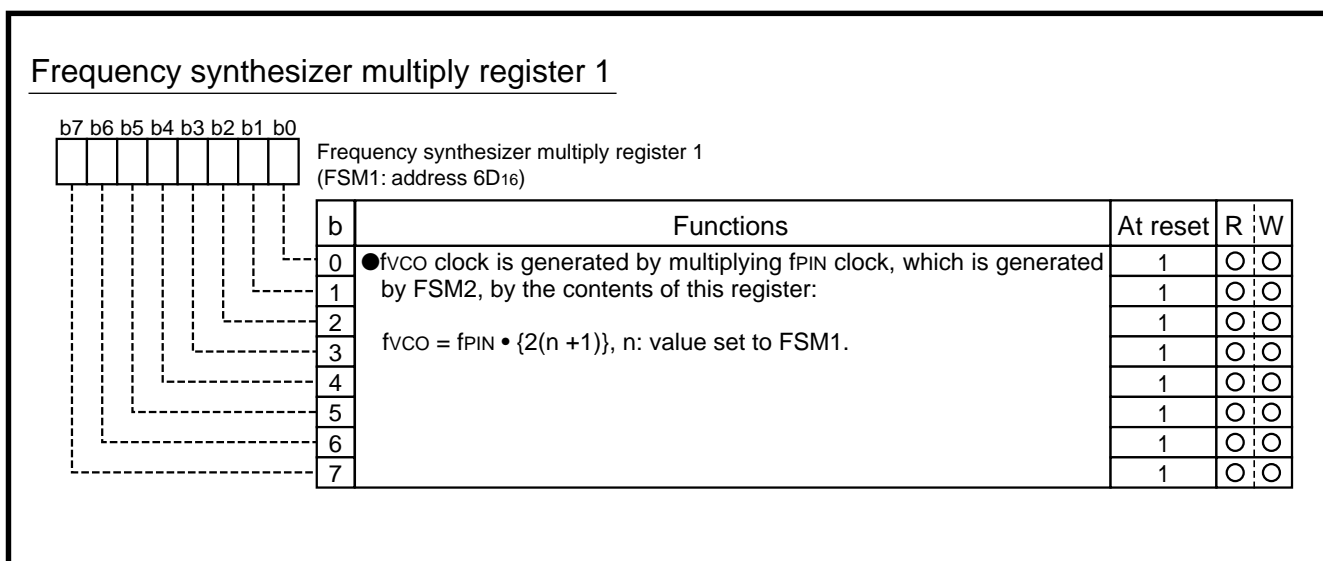 Frequency synthesizer multiply register 1
b7 b6 b5 b4 b3 b2 b1 b0
Frequency synthesizer multiply register 1
(FSM1: address 6D16)
b Functions At reset R W
0 ●fVCO clock is generated by multiplying fPIN clock, which is generated 1 O O
1 by FSM2, by the contents of this register: 1 O O
2 1 O O
3 fVCO = fPIN • {2(n +1)}, n: value set to FSM1. 1 O O
4 1 O O
5 1 O O
6 1 O O
7 1 O O